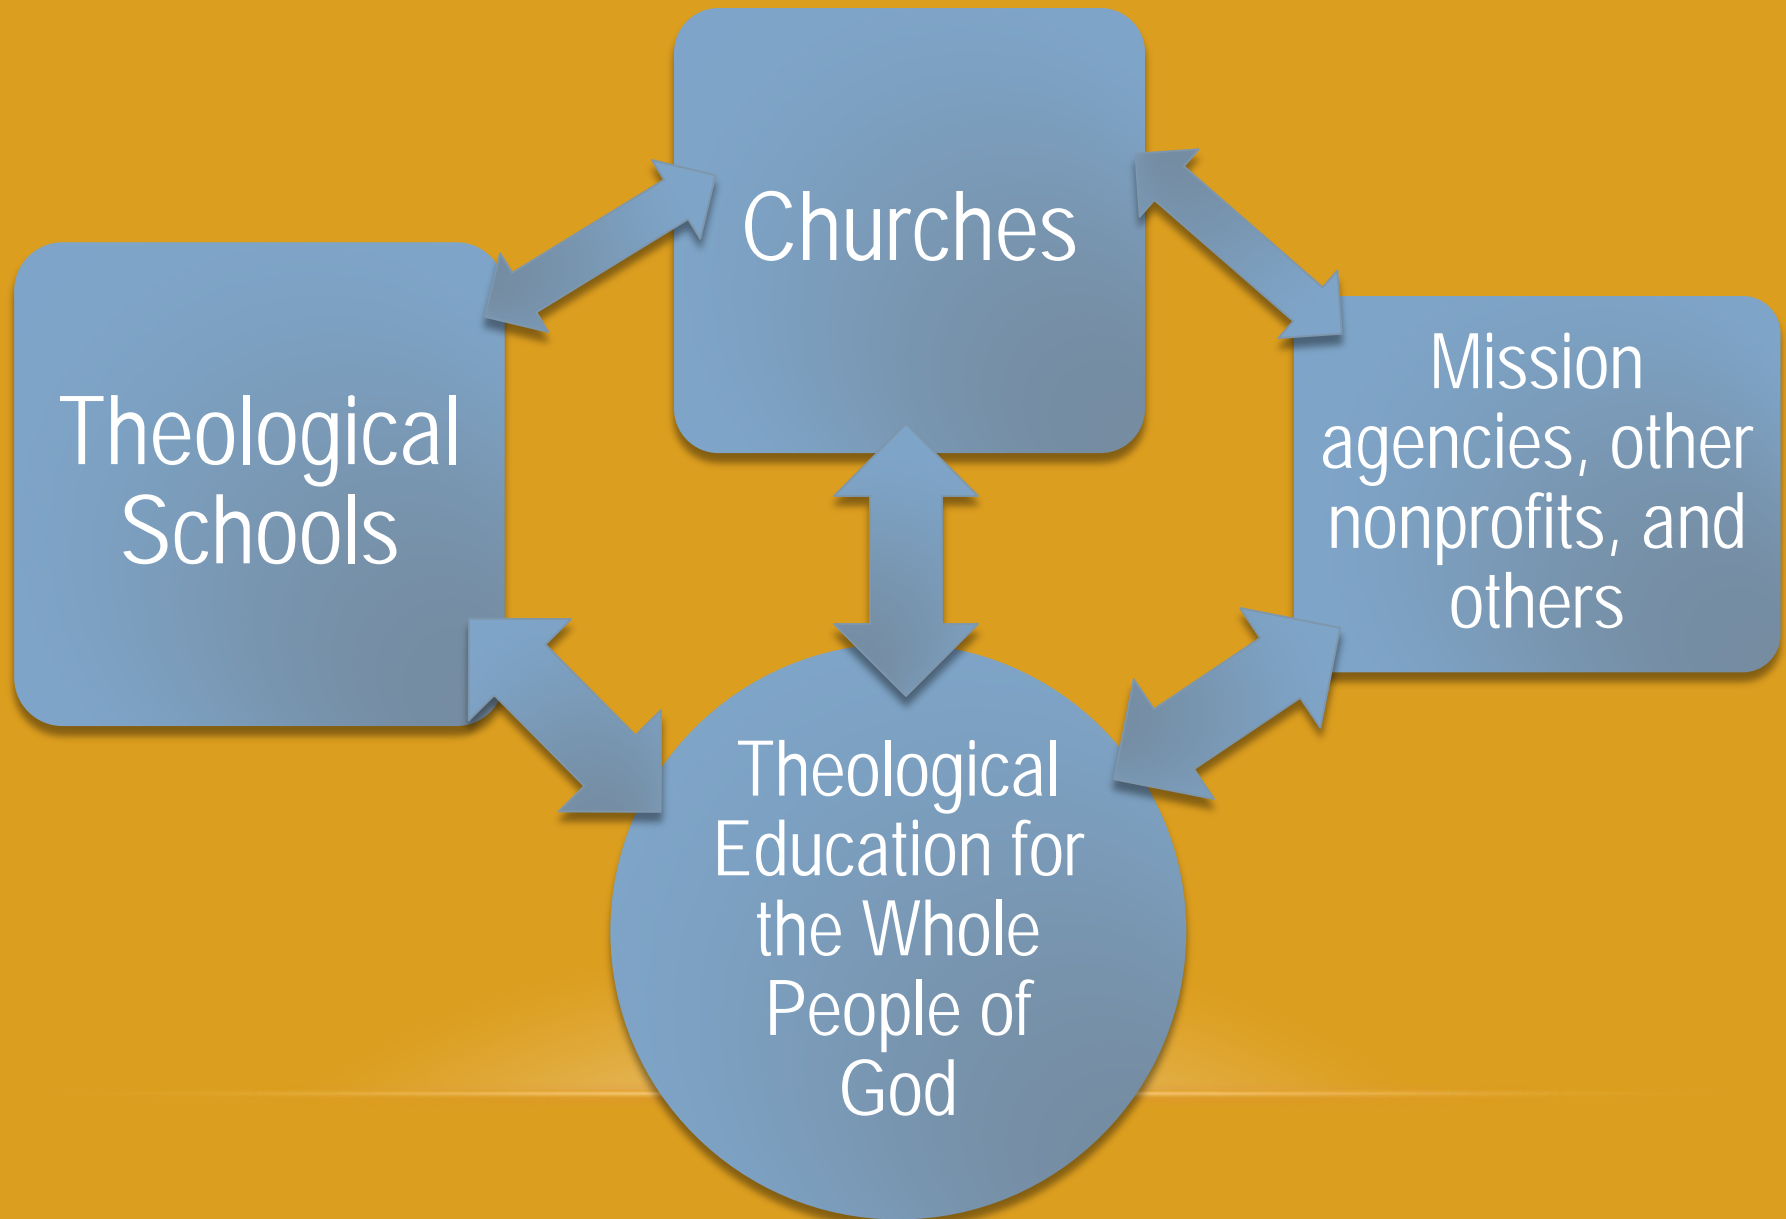 Churches
Theological
Schools
Mission
agencies, other
nonprofits, and
others
Theological
Education for
the Whole
People of
God